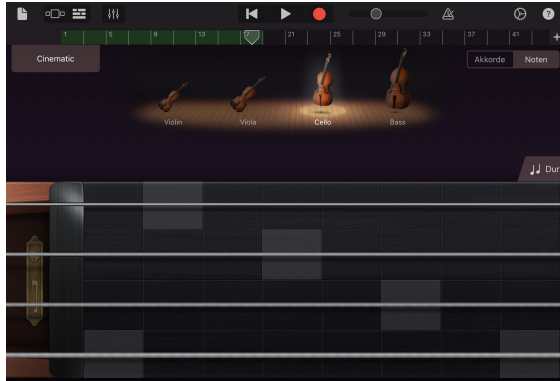 ?
1 5 9 13 17 21 25 29 33 37 41 +
Cinematic
Akkorde Noten
Violin Viola Cello Bass
Dur